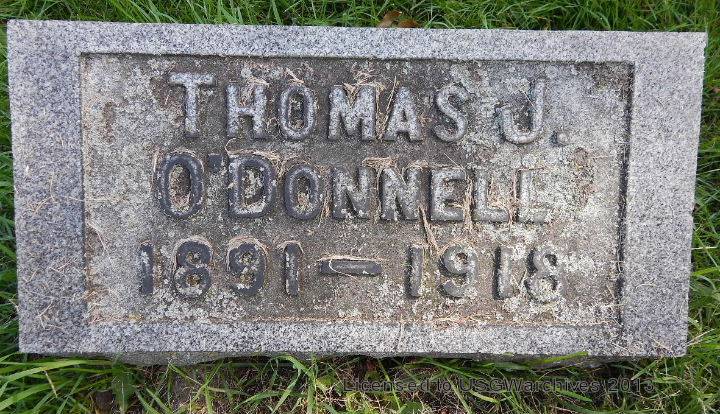 THOMAS J.
O'DONNELL
1891 — 1918
Licensed to USGWarchives 2013